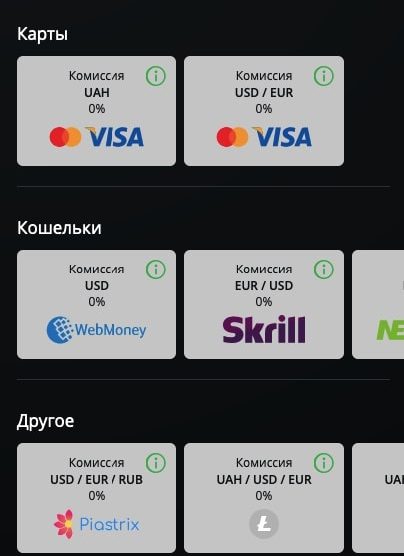 Карты
Комиссия
UAH
0%
VISA
Комиссия
USD / EUR
0%
VISA
Кошельки
Комиссия
USD
0%
WebMoney
Комиссия
EUR / USD
0%
Skrill
NE
Другое
Комиссия
USD / EUR / RUB
0%
Piastrix
Комиссия
UAH / USD / EUR
0%
UAH